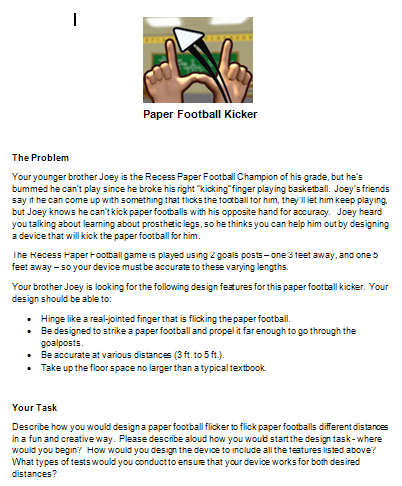 Paper Football Kicker
The Problem
Your younger brother Joey is the Recess Paper Football Champion of his grade, but he's
bummed he can't play since he broke his right "kicking" finger playing basketball. Joey's friends
say if he can come up with something that flicks the football for him, they'll let him keep playing,
but Joey knows he can't kick paper footballs with his opposite hand for accuracy. Joey heard
you talking about learning about prosthetic legs, so he thinks you can help him out by designing
a device that will kick the paper football for him.
The Recess Paper Football game is played using 2 goals posts – one 3 feet away, and one 5
feet away – so your device must be accurate to these varying lengths.
Your brother Joey is looking for the following design features for this paper football kicker. Your
design should be able to:
• Hinge like a real-jointed finger that is flicking the paper football.
• Be designed to strike a paper football and propel it far enough to go through the
goalposts.
• Be accurate at various distances (3 ft. to 5 ft.).
• Take up the floor space no larger than a typical textbook.
Your Task
Describe how you would design a paper football flicker to flick paper footballs different distances
in a fun and creative way. Please describe aloud how you would start the design task - where
would you begin? How would you design the device to include all the features listed above?
What types of tests would you conduct to ensure that your device works for both desired
distances?